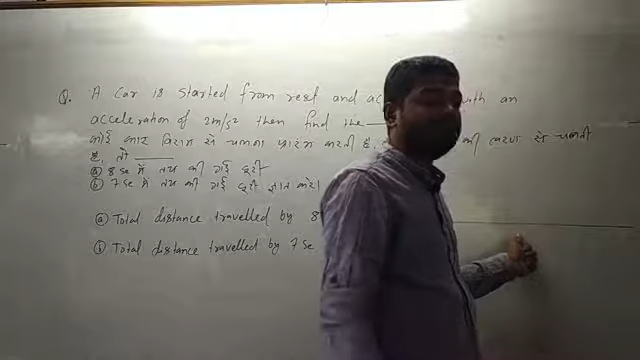 Q. A Car is started from rest and ac with an
acceleration of 2m/s² then find the
कोई कार विराम से चलना प्रारंभ करती है की त्वरण से चलती
है, तो
ⓐ 8 se में तय की गई दूरी
ⓑ 7 se में तय की गई दूरी ज्ञात करे।
ⓐ Total distance travelled by 8
ⓑ Total distance travelled by 7 se